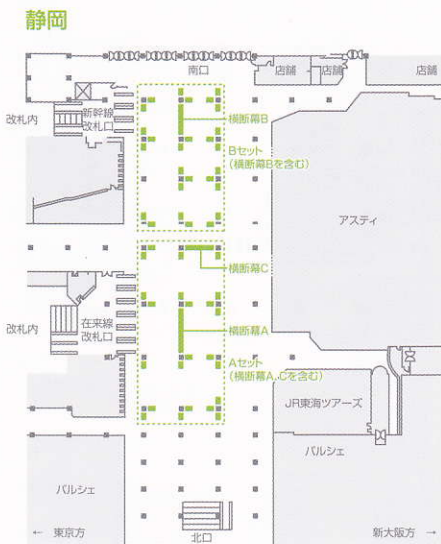 静岡
南口
店舗
店舗
店舗
改札内
新幹線
改札口
横断幕B
Bセット
(横断幕Bを含む)
アスティ
横断幕C
改札内
在来線
改札口
横断幕A
Aセット
(横断幕A,Cを含む)
JR東海ツアーズ
パルシェ
パルシェ
← 東京方
北口
新大阪方 →